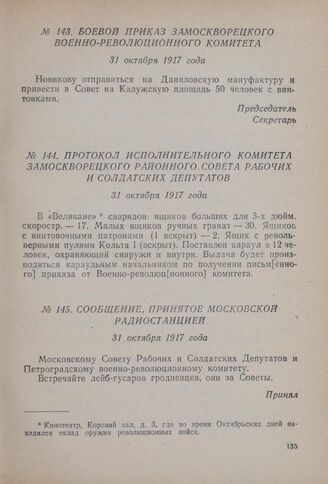 № 143. БОЕВОЙ ПРИКАЗ ЗАМОСКВОРЕЦКОГО
ВОЕННО-РЕВОЛЮЦИОННОГО КОМИТЕТА
31 октября 1917 года
Новикову отправиться на Даниловскую мануфактуру и
привести в Совет на Калужскую площадь 50 человек с вин-
товками.
Председатель
Секретарь
№ 144. ПРОТОКОЛ ИСПОЛНИТЕЛЬНОГО КОМИТЕТА
ЗАМОСКВОРЕЦКОГО РАЙОННОГО СОВЕТА РАБОЧИХ
И СОЛДАТСКИХ ДЕПУТАТОВ
31 октября 1917 года
В «Великане» * снарядов: ящиков больших для 3-х дюйм.
скоростр. — 17. Малых ящиков ручных гранат — 30. Ящиков
с винтовочными патронами (1 вскрыт) — 2. Ящик с револь-
верными пулями Кольта 1 (вскрыт). Поставлен караул в 12 че-
ловек, охраняющий снаружи и внутри. Выдача будет произ-
водиться караульным начальником по получении письм[енно-
го] приказа от Военно-революц[ионного] комитета.
№ 145. СООБЩЕНИЕ, ПРИНЯТОЕ МОСКОВСКОЙ
РАДИОСТАНЦИЕЙ
31 октября 1917 года
Московскому Совету Рабочих и Солдатских Депутатов и
Петроградскому военно-революционному комитету.
Встречайте лейб-гусаров гродненцев, они за Советы.
Принял
* Кинотеатр, Коровий вал, д. 3, где во время Октябрьских дней на-
ходился склад оружия революционных войск.
135